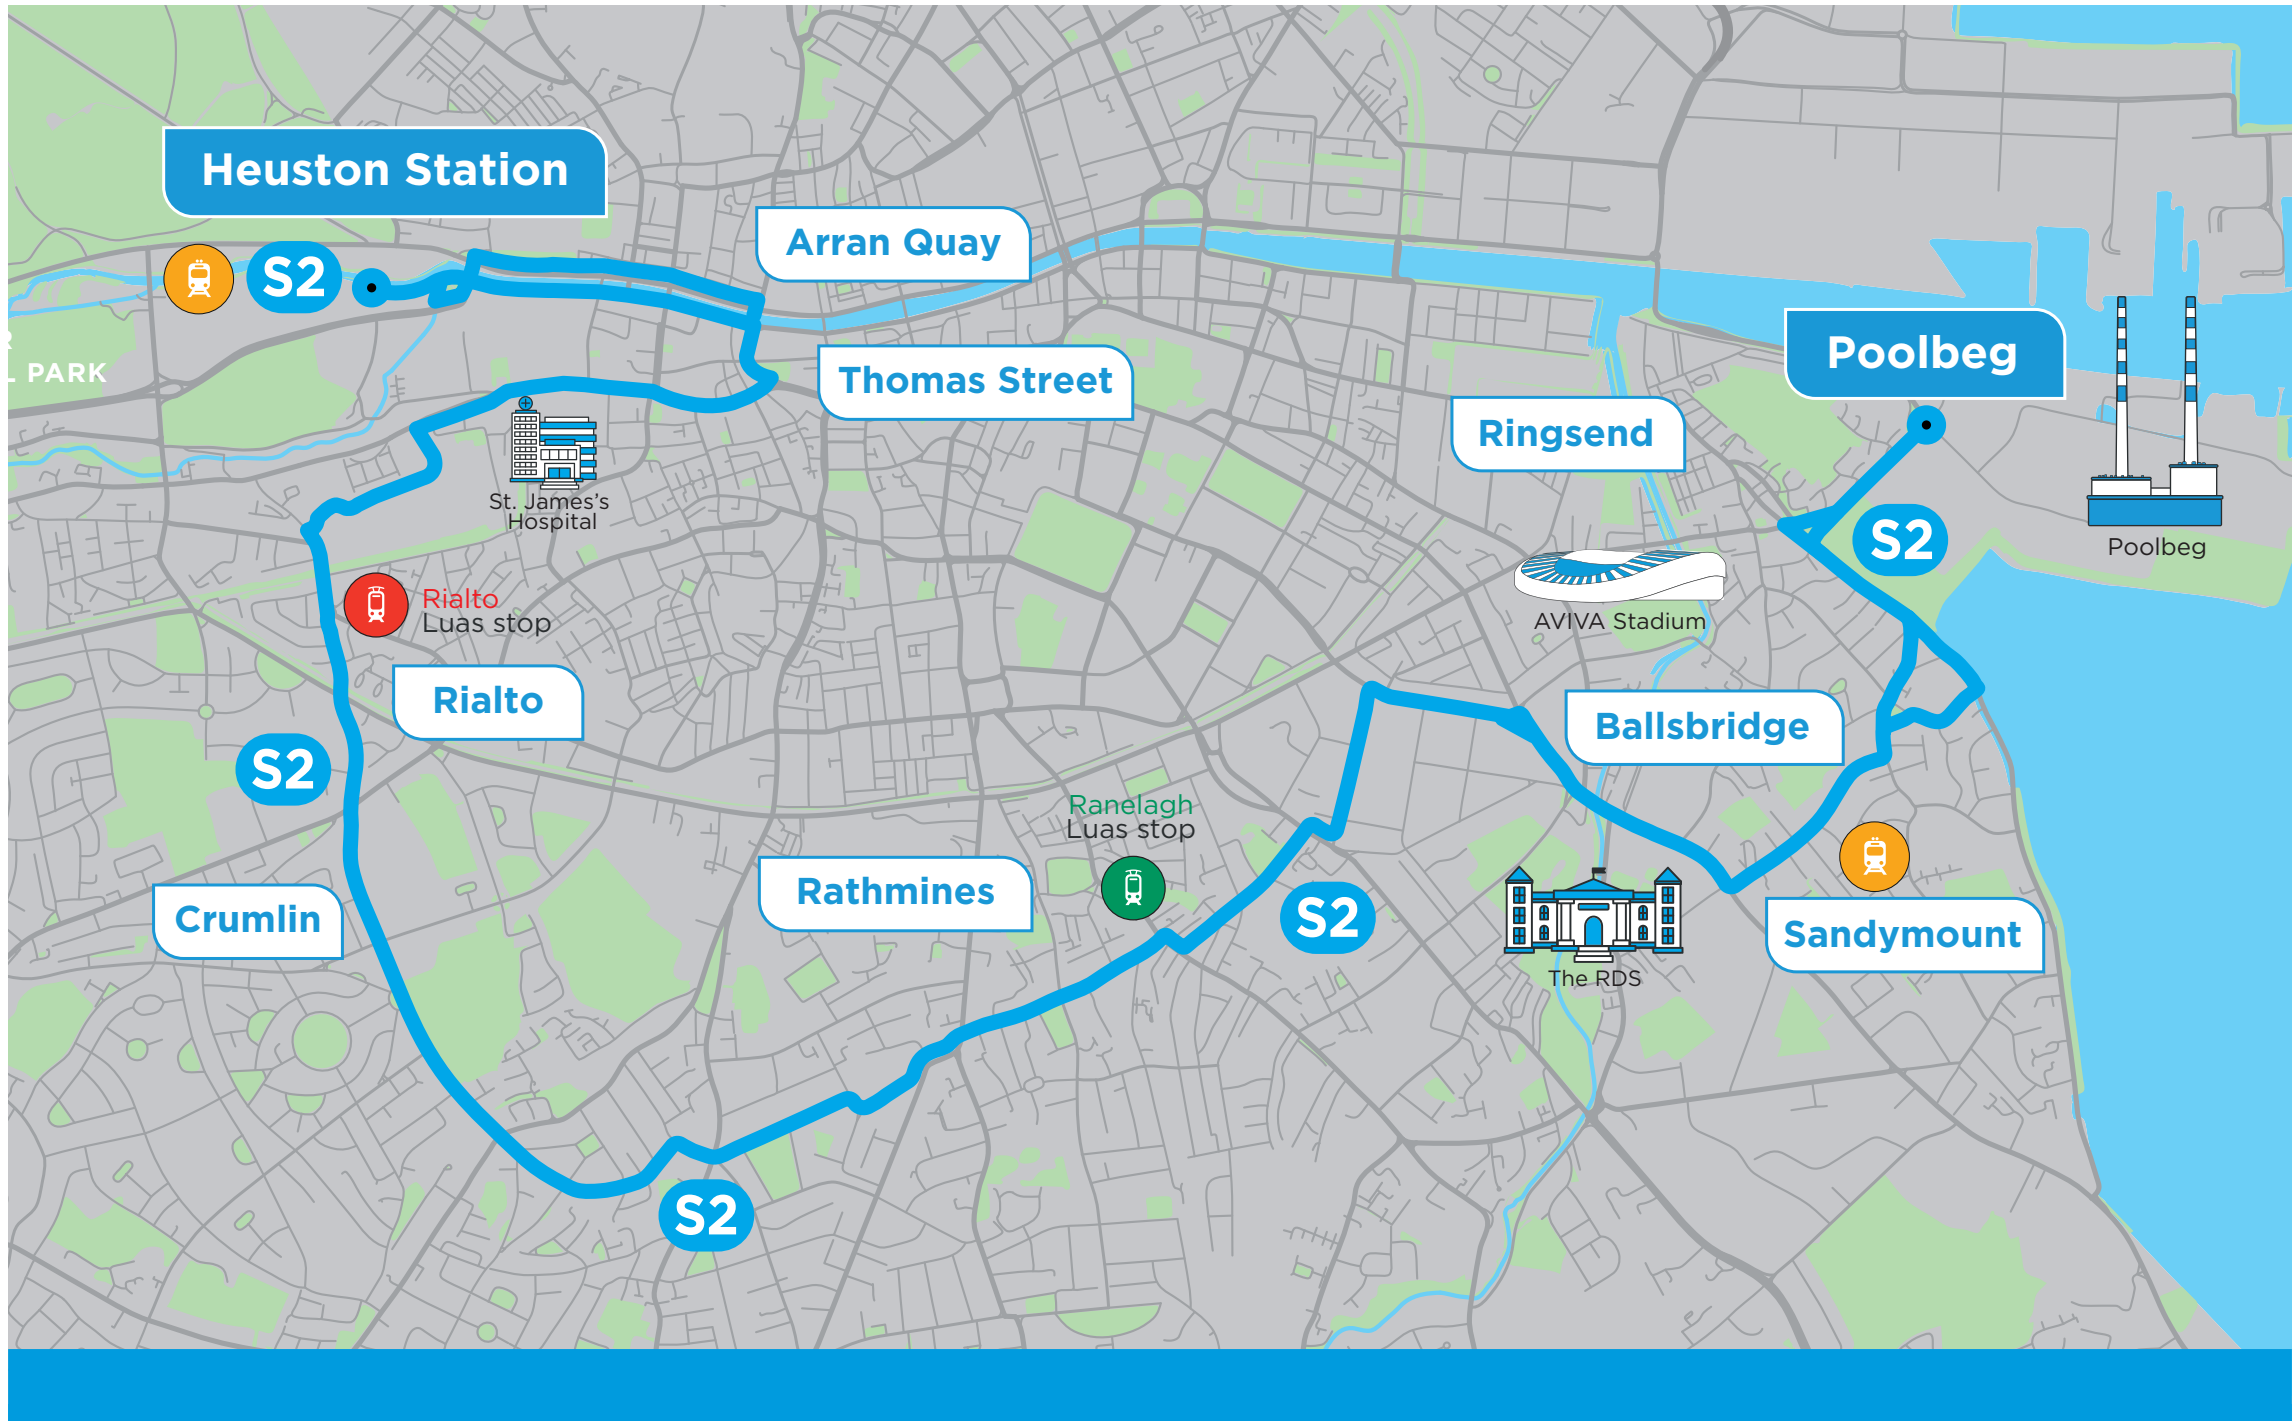 Heuston Station
S2
Arran Quay
R
L PARK
Thomas Street
Poolbeg
Ringsend
St. James's
Hospital
S2
Poolbeg
Rialto
Luas stop
AVIVA Stadium
Rialto
Ballsbridge
S2
Ranelagh
Luas stop
Rathmines
Crumlin
S2
Sandymount
The RDS
S2